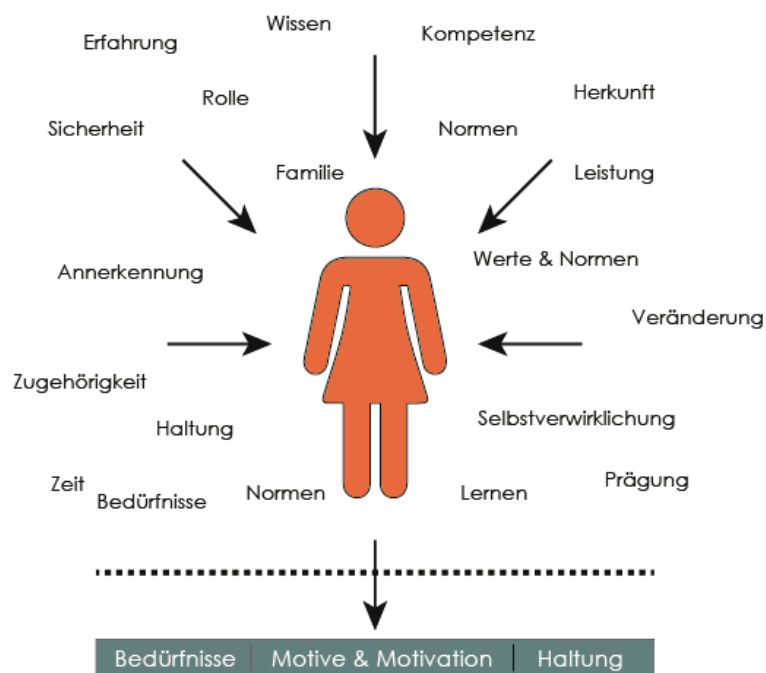 Wissen
Kompetenz
Erfahrung
Herkunft
Rolle
Sicherheit
Normen
Familie
Leistung
Werte & Normen
Annerkennung
Veränderung
Zugehörigkeit
Selbstverwirklichung
Haltung
Zeit
Bedürfnisse
Normen
Lernen
Prägung
Bedürfnisse | Motive & Motivation | Haltung